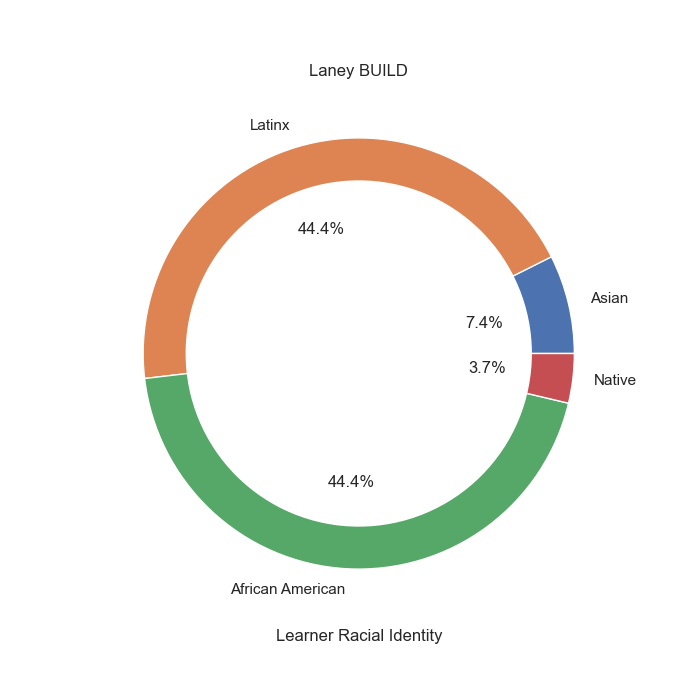 Laney BUILD
Latinx
44.4%
Asian
7.4%
3.7%
Native
44.4%
African American
Learner Racial Identity